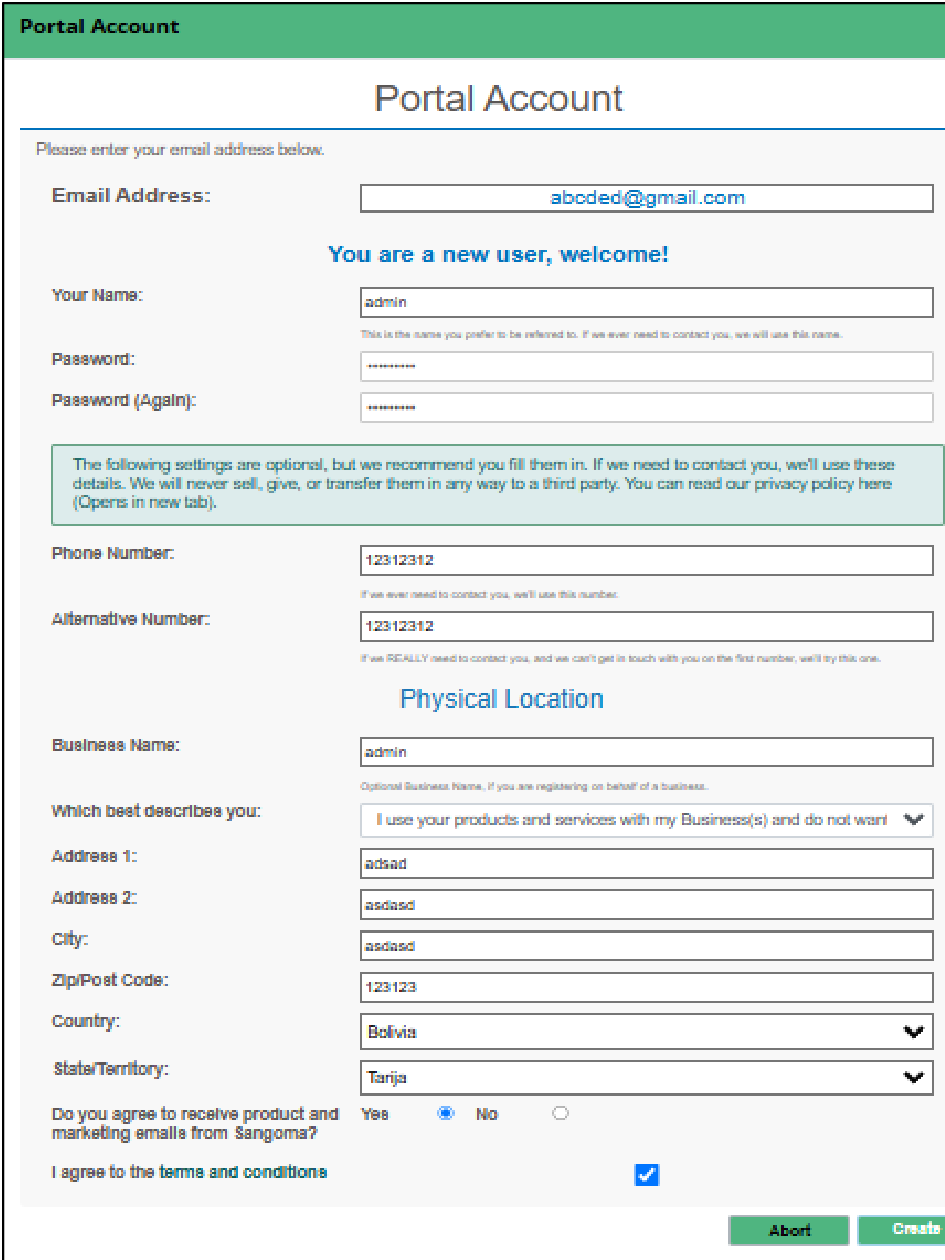 Portal Account
Portal Account
Please enter your email address below.
Email Address: abcded@gmail.com
You are a new user, welcome!
Your Name: admin
This is the name you prefer to be referred to. If we ever need to contact you, we will use this name.
Password: •••••••••
Password (Again): •••••••••
The following settings are optional, but we recommend you fill them in. If we need to contact you, we'll use these
details. We will never sell, give, or transfer them in any way to a third party. You can read our privacy policy here
(Opens in new tab).
Phone Number: 12312312
If we ever need to contact you, we'll use this number.
Alternative Number: 12312312
If we REALLY need to contact you, and we can't get in touch with you on the first number, we'll try this one.
Physical Location
Business Name: admin
Optional Business Name, if you are registering on behalf of a business.
Which best describes you: I use your products and services with my Business(s) and do not want
Address 1: adsad
Address 2: asdasd
City: asdasd
Zip/Post Code: 123123
Country: Bolivia
State/Territory: Tarija
Do you agree to receive product and Yes No
marketing emails from Sangoma?
I agree to the terms and conditions
Abort Create